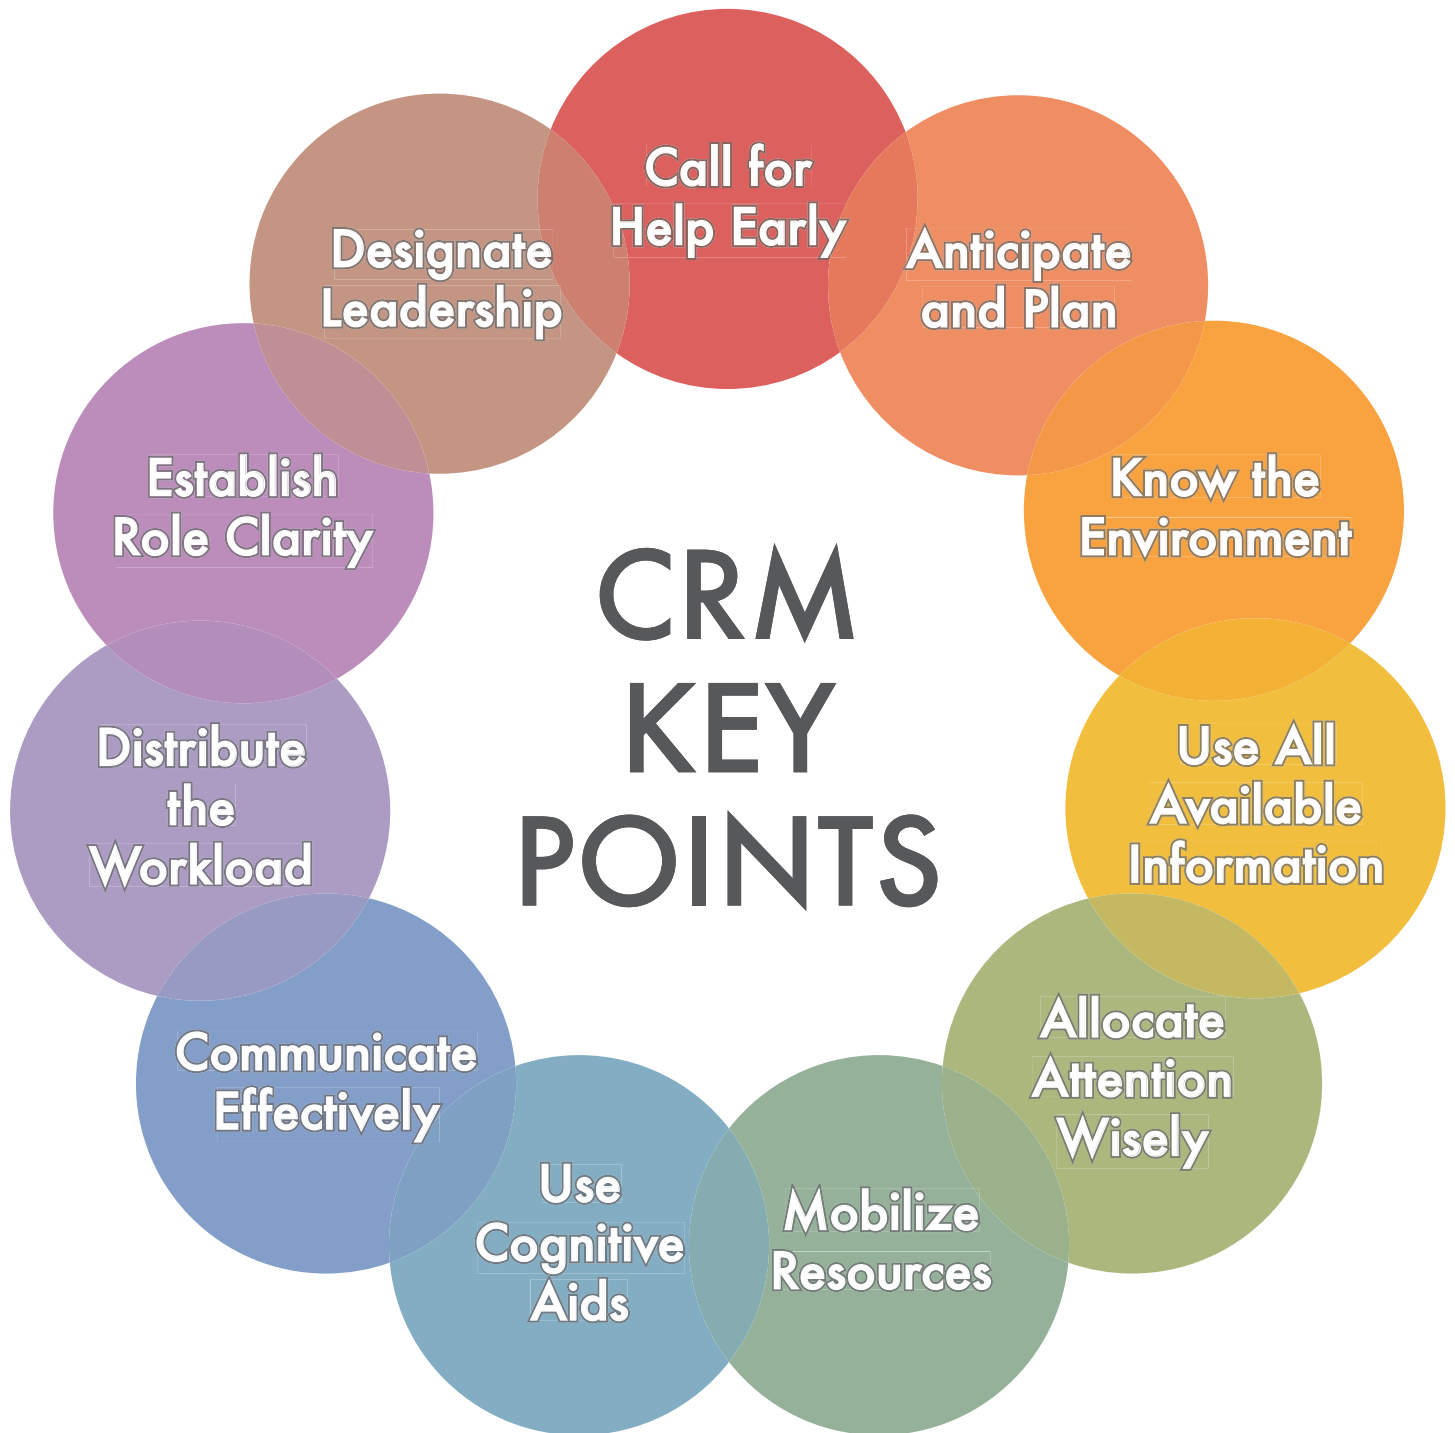 Call for
Help Early
Anticipate
and Plan
Know the
Environment
Use All
Available
Information
Allocate
Attention
Wisely
Mobilize
Resources
Use
Cognitive
Aids
Communicate
Effectively
Distribute
the
Workload
Establish
Role Clarity
Designate
Leadership
CRM
KEY
POINTS